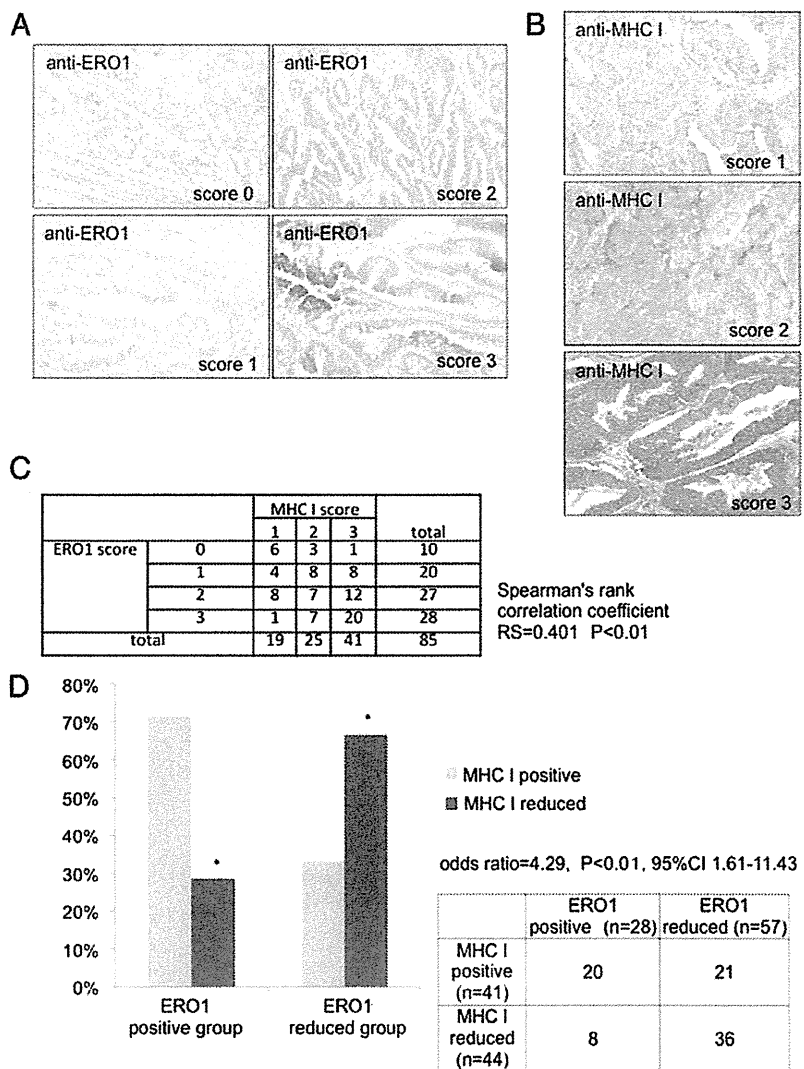 A
anti-ERO1
score 0
anti-ERO1
score 2
anti-ERO1
score 1
anti-ERO1
score 3
B
anti-MHC I
score 1
anti-MHC I
score 2
anti-MHC I
score 3
C
MHC I score
1 2 3 total
ERO1 score 0 6 3 1 10
1 4 8 8 20
2 8 7 12 27
3 1 7 20 28
total 19 25 41 85
Spearman's rank
correlation coefficient
RS=0.401 P<0.01
D
80%
70%
60%
50%
40%
30%
20%
10%
0%
ERO1
positive group
ERO1
reduced group
MHC I positive
MHC I reduced
odds ratio=4.29, P<0.01, 95%CI 1.61-11.43
ERO1
positive (n=28)
ERO1
reduced (n=57)
MHC I
positive
(n=41)
20 21
MHC I
reduced
(n=44)
8 36